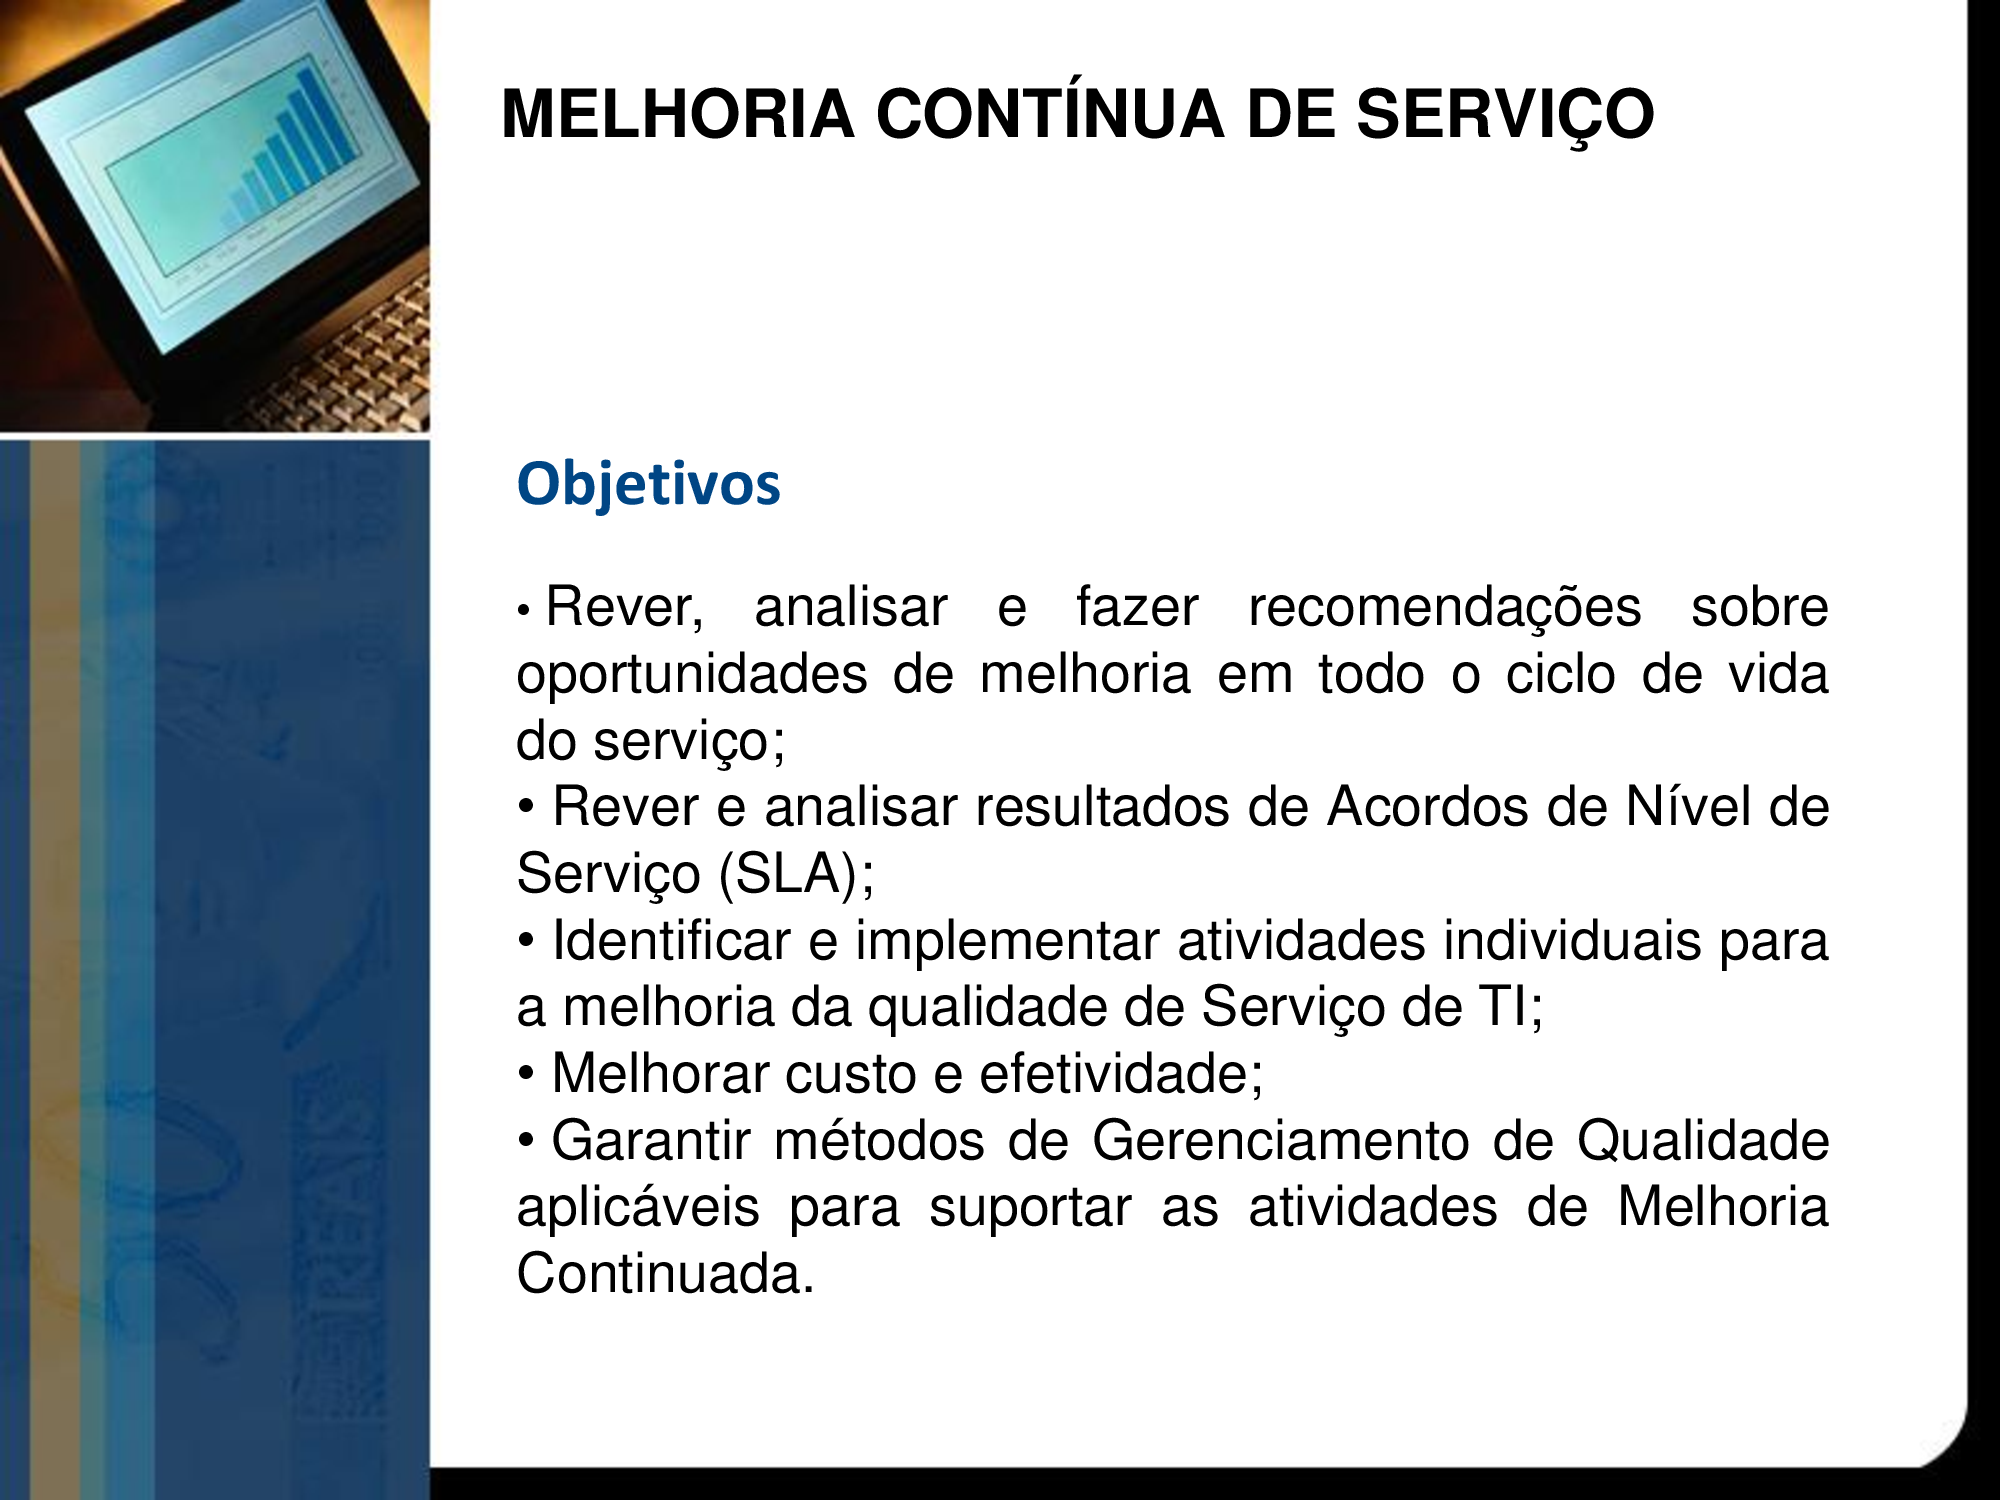 MELHORIA CONTÍNUA DE SERVIÇO
Objetivos
• Rever, analisar e fazer recomendações sobre
oportunidades de melhoria em todo o ciclo de vida
do serviço;
• Rever e analisar resultados de Acordos de Nível de
Serviço (SLA);
• Identificar e implementar atividades individuais para
a melhoria da qualidade de Serviço de TI;
• Melhorar custo e efetividade;
• Garantir métodos de Gerenciamento de Qualidade
aplicáveis para suportar as atividades de Melhoria
Continuada.
REAIS